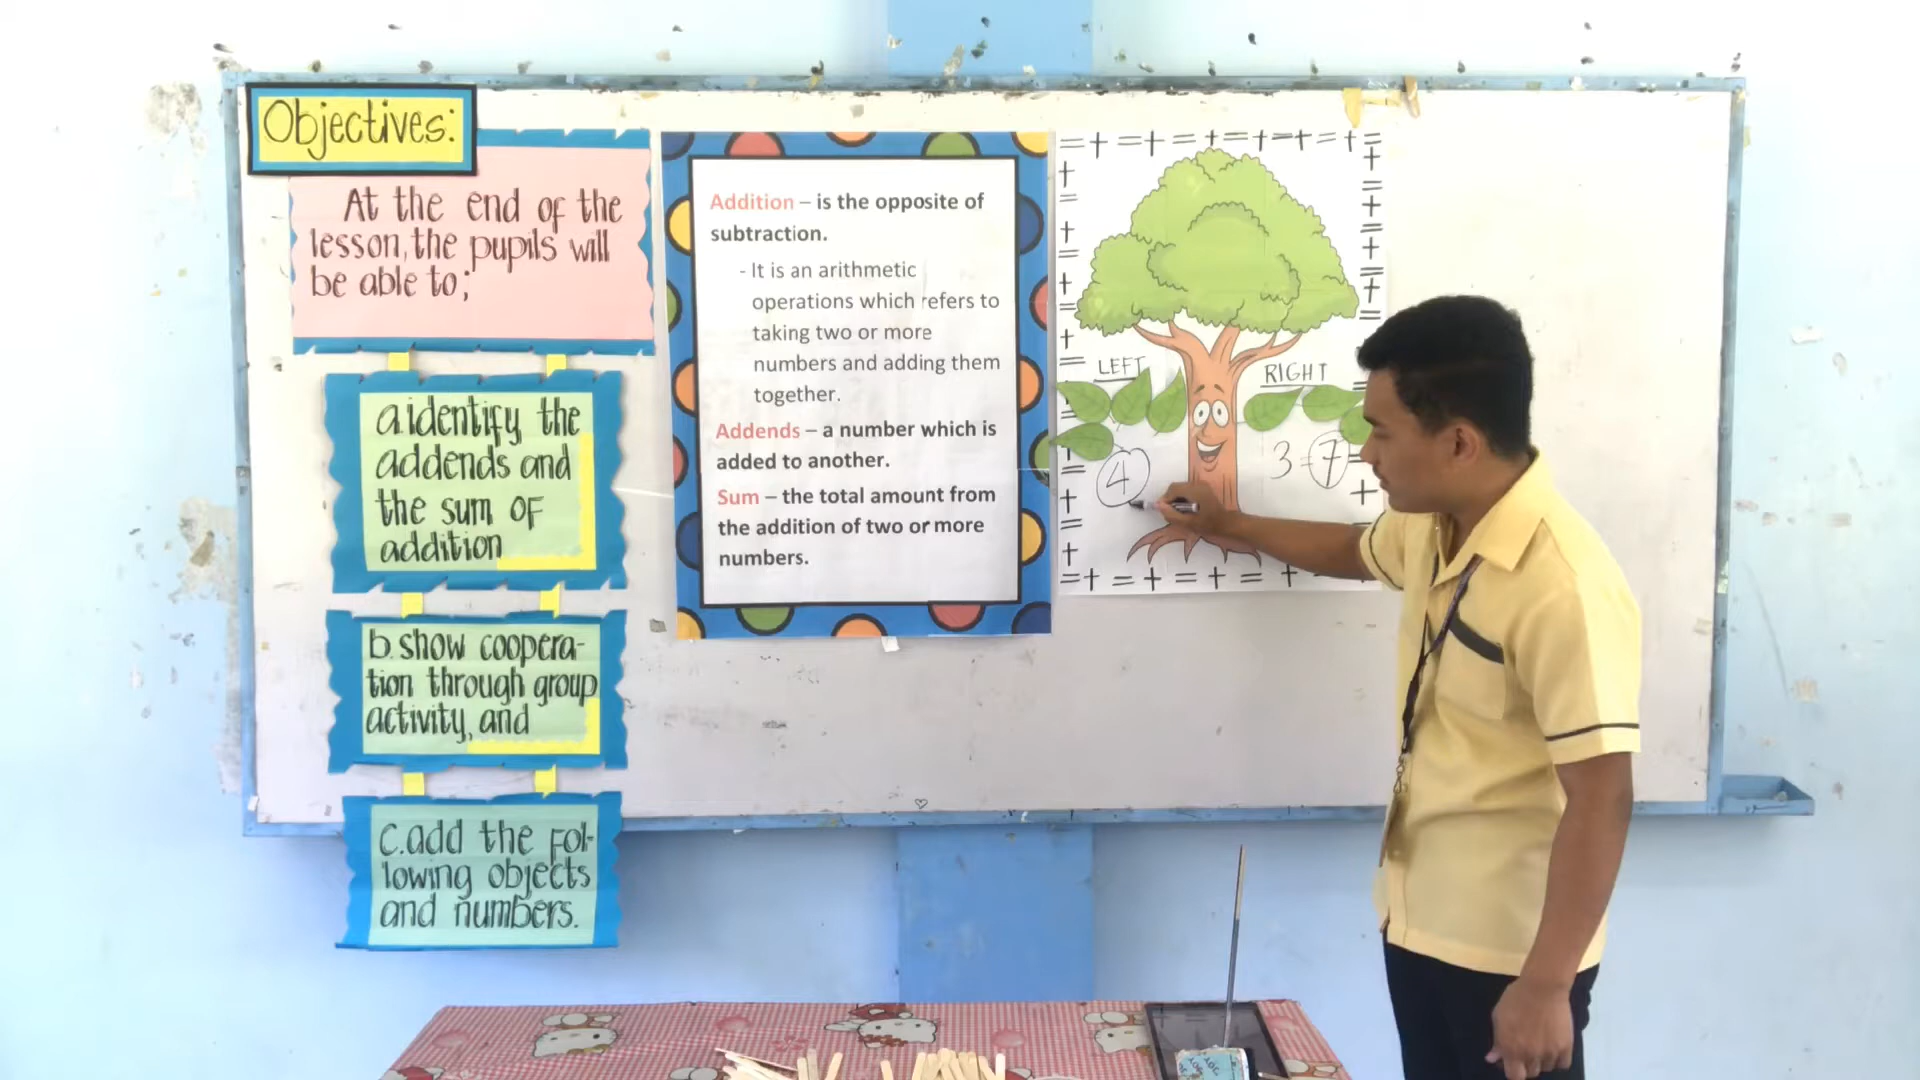 Objectives:
At the end of the
lesson, the pupils will
be able to;
a. identify the
addends and
the sum of
addition
b. show coopera-
tion through group
activity, and
c. add the fol-
lowing objects
and numbers.
Addition – is the opposite of
subtraction.
- It is an arithmetic
operations which refers to
taking two or more
numbers and adding them
together.
Addends – a number which is
added to another.
Sum – the total amount from
the addition of two or more
numbers.
LEFT
RIGHT
4
3 = 7